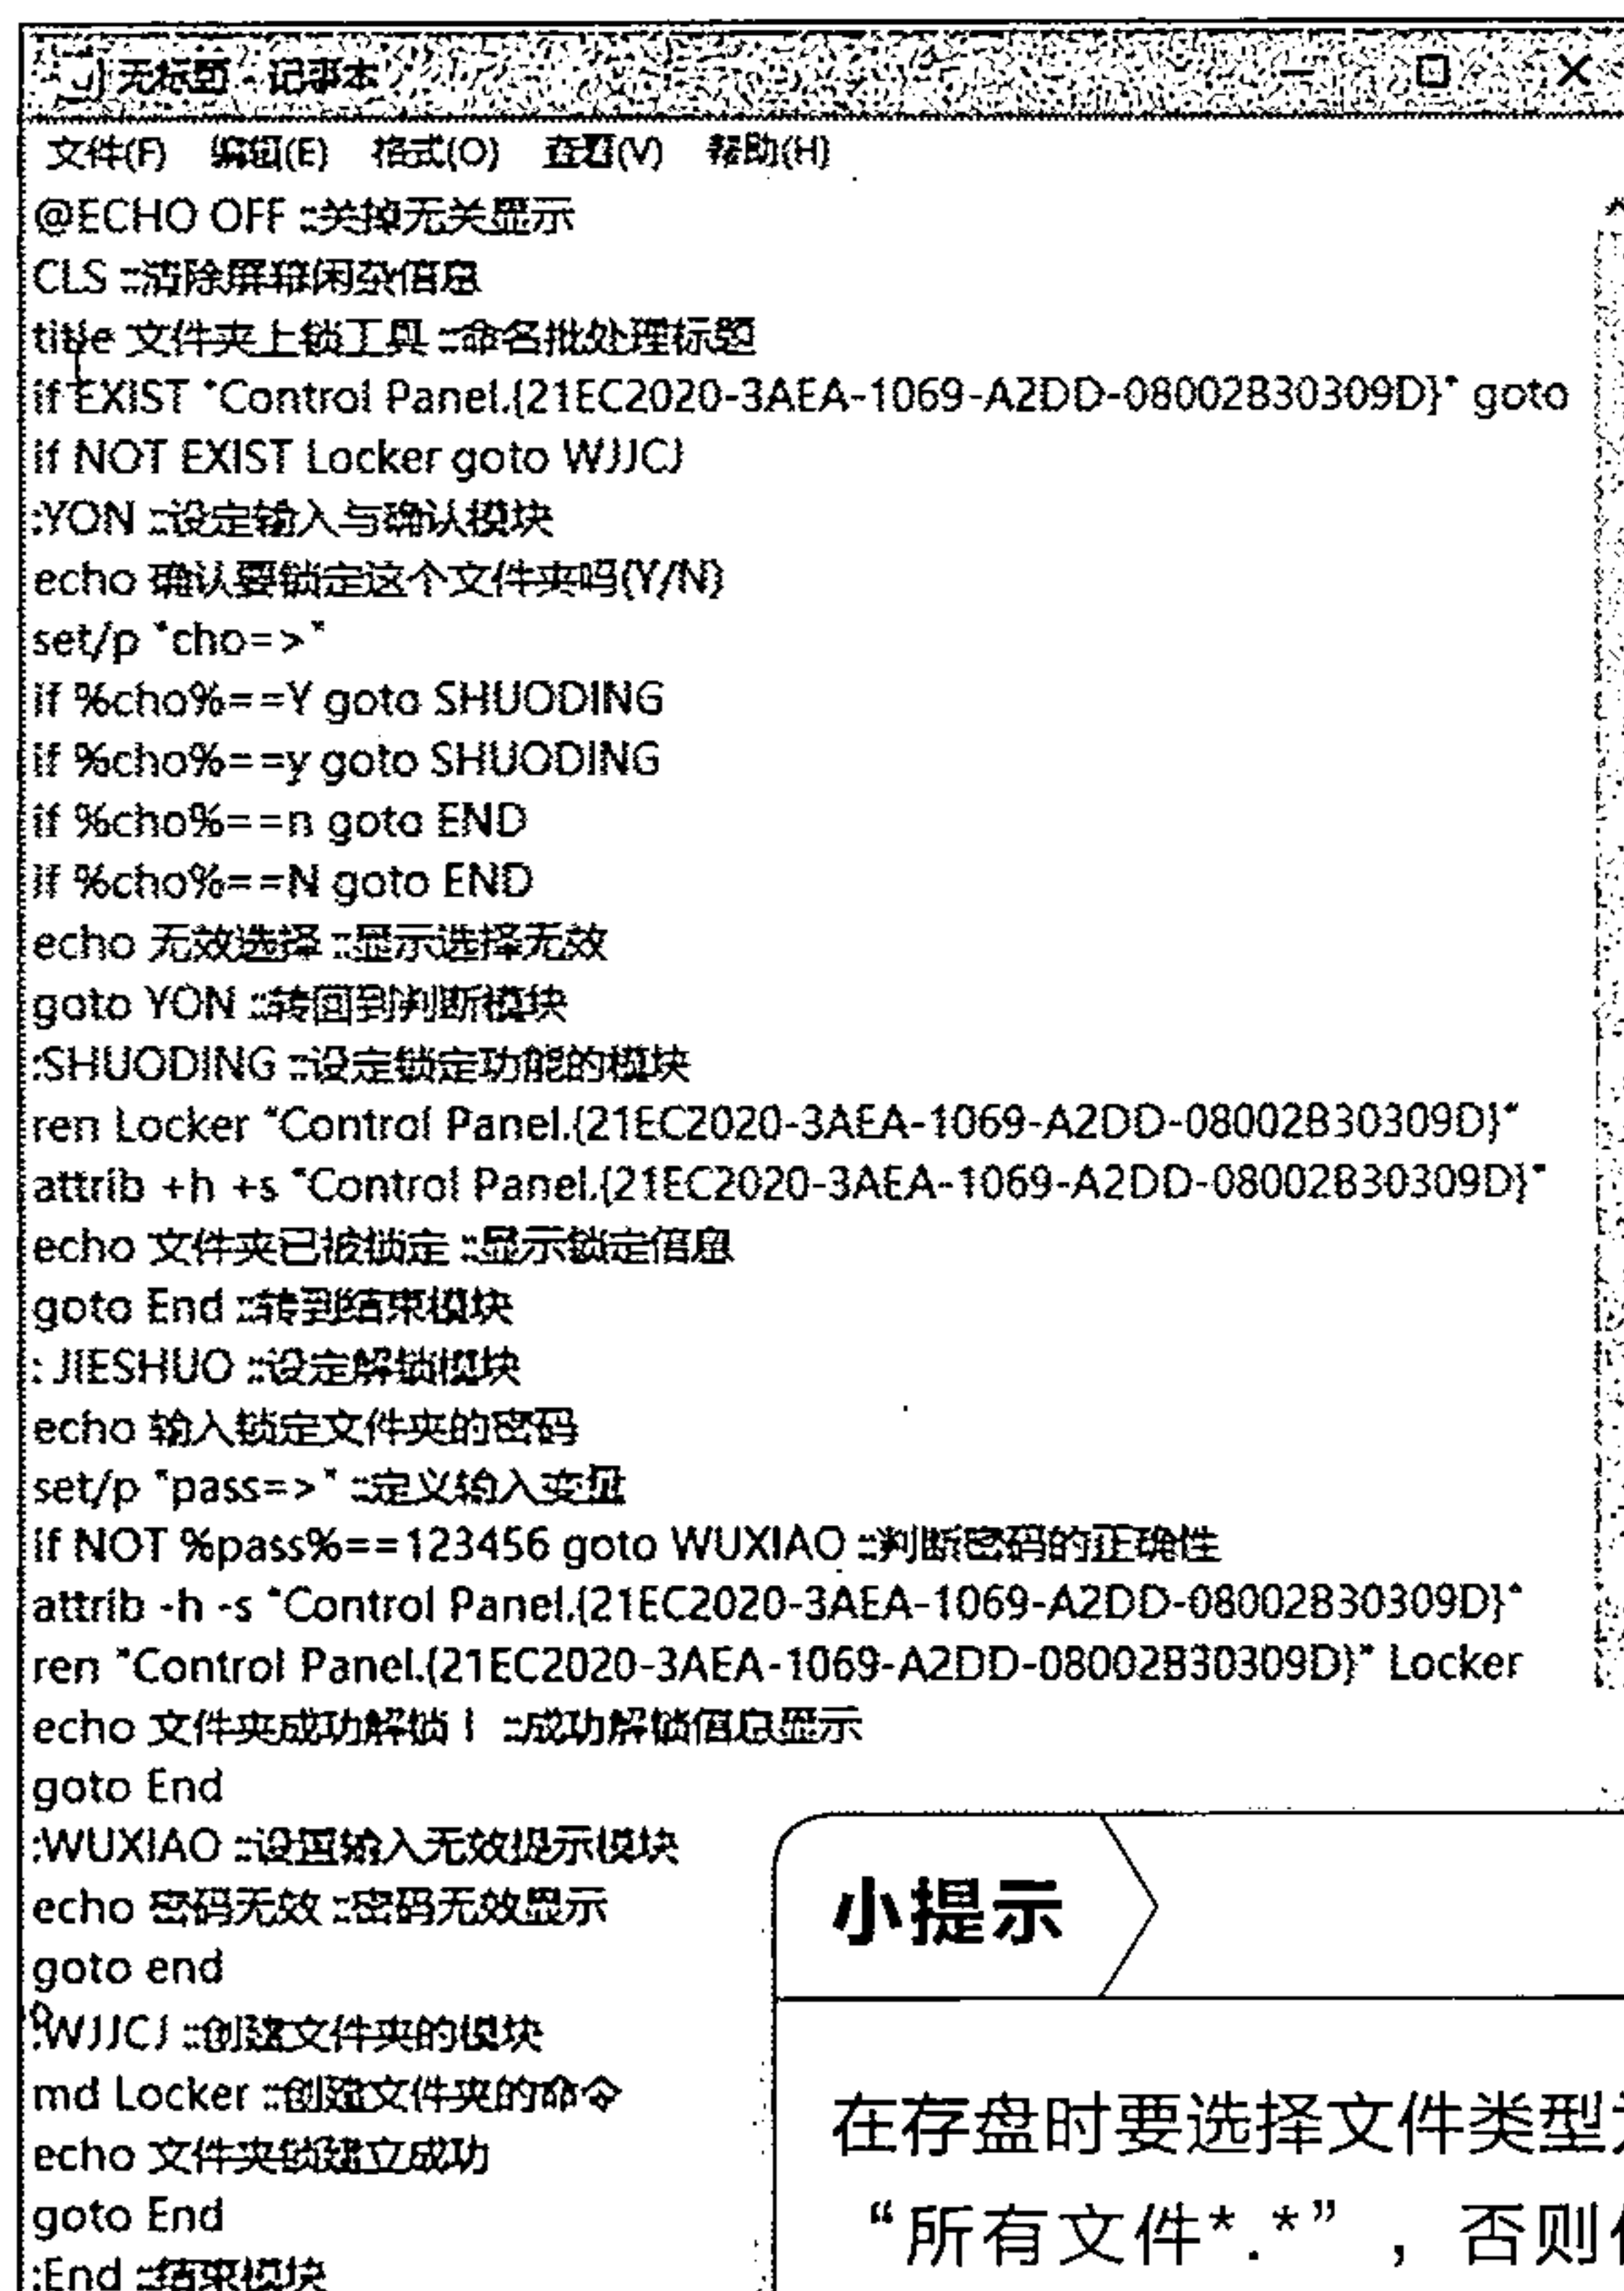 无标题 - 记事本
文件(F) 编辑(E) 格式(O) 查看(V) 帮助(H)
@ECHO OFF ::关掉无关显示
CLS ::清除屏幕闲杂信息
title 文件夹上锁工具 ::命名批处理标题
if EXIST "Control Panel.{21EC2020-3AEA-1069-A2DD-08002B30309D}" goto
if NOT EXIST Locker goto WJJCJ
:YON ::设定输入与确认模块
echo 确认要锁定这个文件夹吗(Y/N)
set/p "cho=>"
if %cho%==Y goto SHUODING
if %cho%==y goto SHUODING
if %cho%==n goto END
if %cho%==N goto END
echo 无效选择 ::显示选择无效
goto YON ::转回到判断模块
:SHUODING ::设定锁定功能的模块
ren Locker "Control Panel.{21EC2020-3AEA-1069-A2DD-08002B30309D}"
attrib +h +s "Control Panel.{21EC2020-3AEA-1069-A2DD-08002B30309D}"
echo 文件夹已被锁定 ::显示锁定信息
goto End ::转到结束模块
: JIESHUO ::设定解锁模块
echo 输入锁定文件夹的密码
set/p "pass=>" ::定义输入变量
if NOT %pass%==123456 goto WUXIAO ::判断密码的正确性
attrib -h -s "Control Panel.{21EC2020-3AEA-1069-A2DD-08002B30309D}"
ren "Control Panel.{21EC2020-3AEA-1069-A2DD-08002B30309D}" Locker
echo 文件夹成功解锁！ ::成功解锁信息显示
goto End
:WUXIAO ::设置输入无效提示模块
echo 密码无效 ::密码无效显示
goto end
:WJJCJ ::创建文件夹的模块
md Locker ::创建文件夹的命令
echo 文件夹锁建立成功
goto End
:End ::结束模块
小提示
在存盘时要选择文件类型
“所有文件*.*”，否则